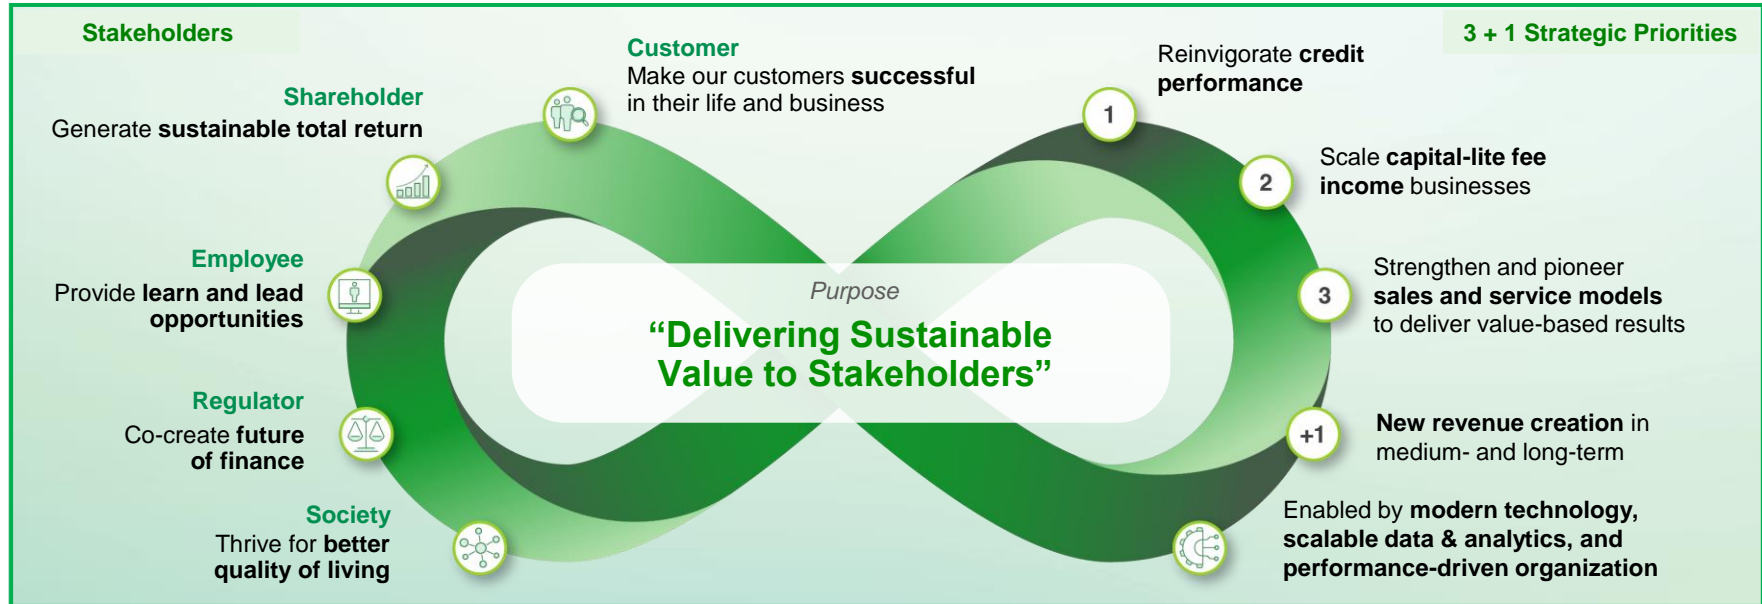 Stakeholders
3 + 1 Strategic Priorities
Customer
Make our customers successful
in their life and business
Shareholder
Generate sustainable total return
Employee
Provide learn and lead
opportunities
Regulator
Co-create future
of finance
Society
Thrive for better
quality of living
Purpose
“Delivering Sustainable
Value to Stakeholders”
1
Reinvigorate credit
performance
2
Scale capital-lite fee
income businesses
3
Strengthen and pioneer
sales and service models
to deliver value-based results
+1
New revenue creation in
medium- and long-term
Enabled by modern technology,
scalable data & analytics, and
performance-driven organization